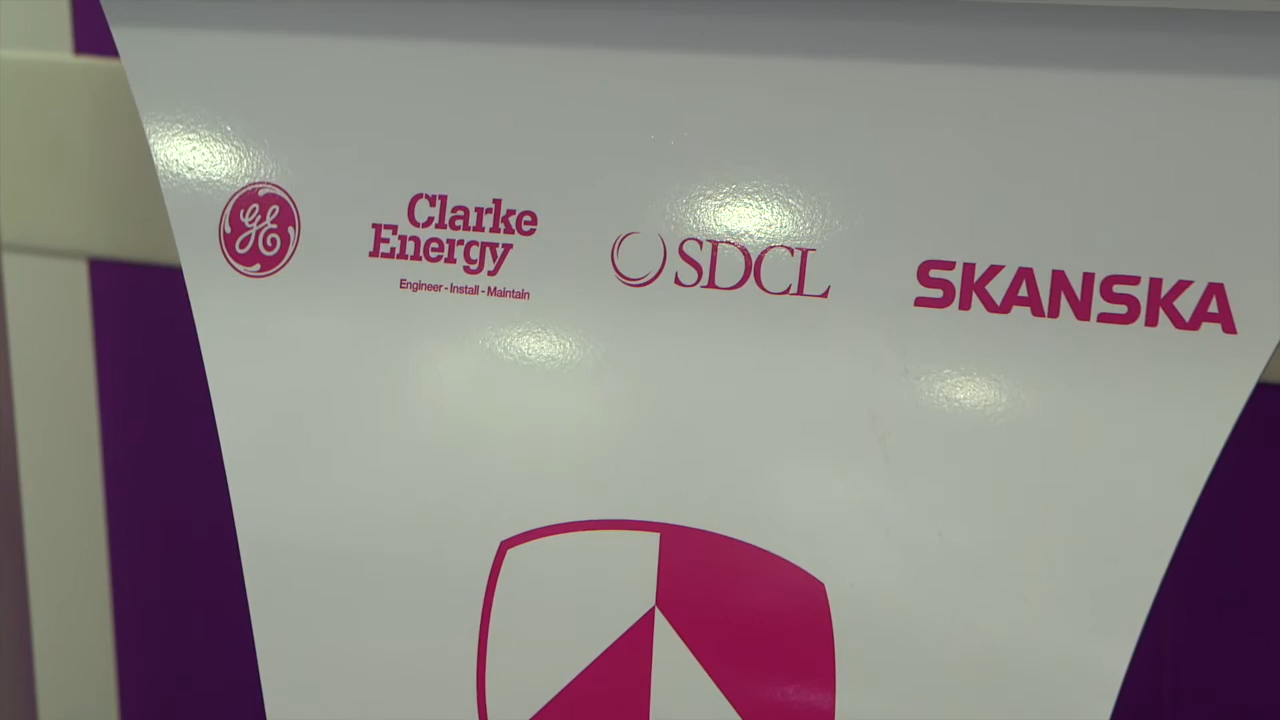 GE
Clarke
Energy
Engineer - Install - Maintain
SDCL
SKANSKA